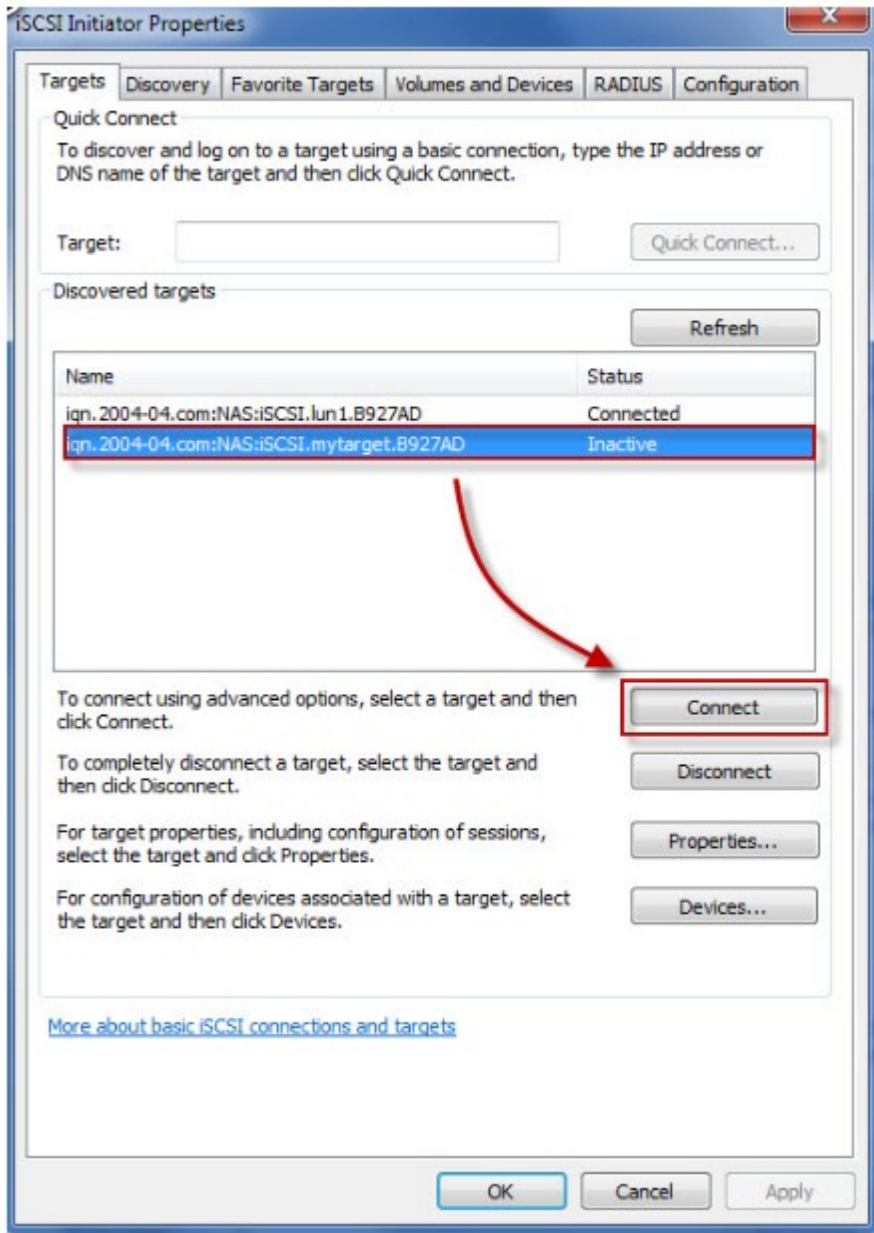 iSCSI Initiator Properties
Targets Discovery Favorite Targets Volumes and Devices RADIUS Configuration
Quick Connect
To discover and log on to a target using a basic connection, type the IP address or
DNS name of the target and then click Quick Connect.
Target:
Quick Connect...
Discovered targets
Refresh
Name Status
iqn.2004-04.com:NAS:iSCSI.lun1.B927AD Connected
iqn.2004-04.com:NAS:iSCSI.mytarget.B927AD Inactive
To connect using advanced options, select a target and then
click Connect.
Connect
To completely disconnect a target, select the target and
then click Disconnect.
Disconnect
For target properties, including configuration of sessions,
select the target and click Properties.
Properties...
For configuration of devices associated with a target, select
the target and then click Devices.
Devices...
More about basic iSCSI connections and targets
OK Cancel Apply